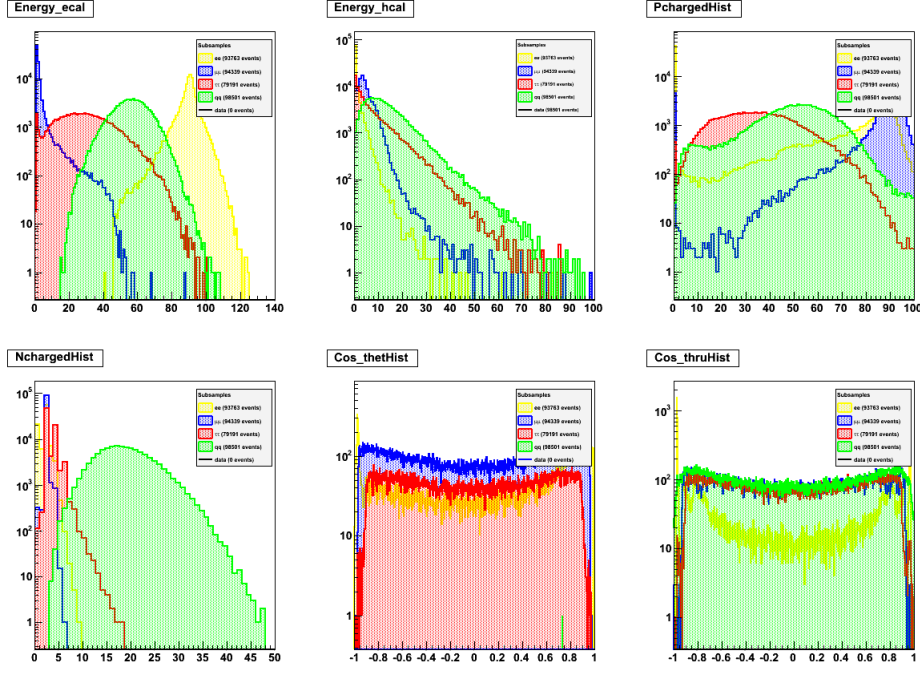 Energy_ecal
Subsamples
ee (93763 events)
μμ (94339 events)
ττ (79191 events)
qq (98501 events)
data (0 events)
10⁴
10³
10²
10
1
0 20 40 60 80 100 120 140
Energy_hcal
Subsamples
ee (93763 events)
μμ (94339 events)
ττ (79191 events)
qq (98501 events)
data (98501 events)
10⁵
10⁴
10³
10²
10
1
0 10 20 30 40 50 60 70 80 90 100
PchargedHist
Subsamples
ee (93763 events)
μμ (94339 events)
ττ (79191 events)
qq (98501 events)
data (0 events)
10⁴
10³
10²
10
1
0 10 20 30 40 50 60 70 80 90 100
NchargedHist
Subsamples
ee (93763 events)
μμ (94339 events)
ττ (79191 events)
qq (98501 events)
data (0 events)
10⁵
10⁴
10³
10²
10
1
0 5 10 15 20 25 30 35 40 45 50
Cos_thetHist
Subsamples
ee (93763 events)
μμ (94339 events)
ττ (79191 events)
qq (98501 events)
data (0 events)
10²
10
1
-1 -0.8 -0.6 -0.4 -0.2 0 0.2 0.4 0.6 0.8 1
Cos_thruHist
Subsamples
ee (93763 events)
μμ (94339 events)
ττ (79191 events)
qq (98501 events)
data (0 events)
10³
10²
10
1
-1 -0.8 -0.6 -0.4 -0.2 0 0.2 0.4 0.6 0.8 1